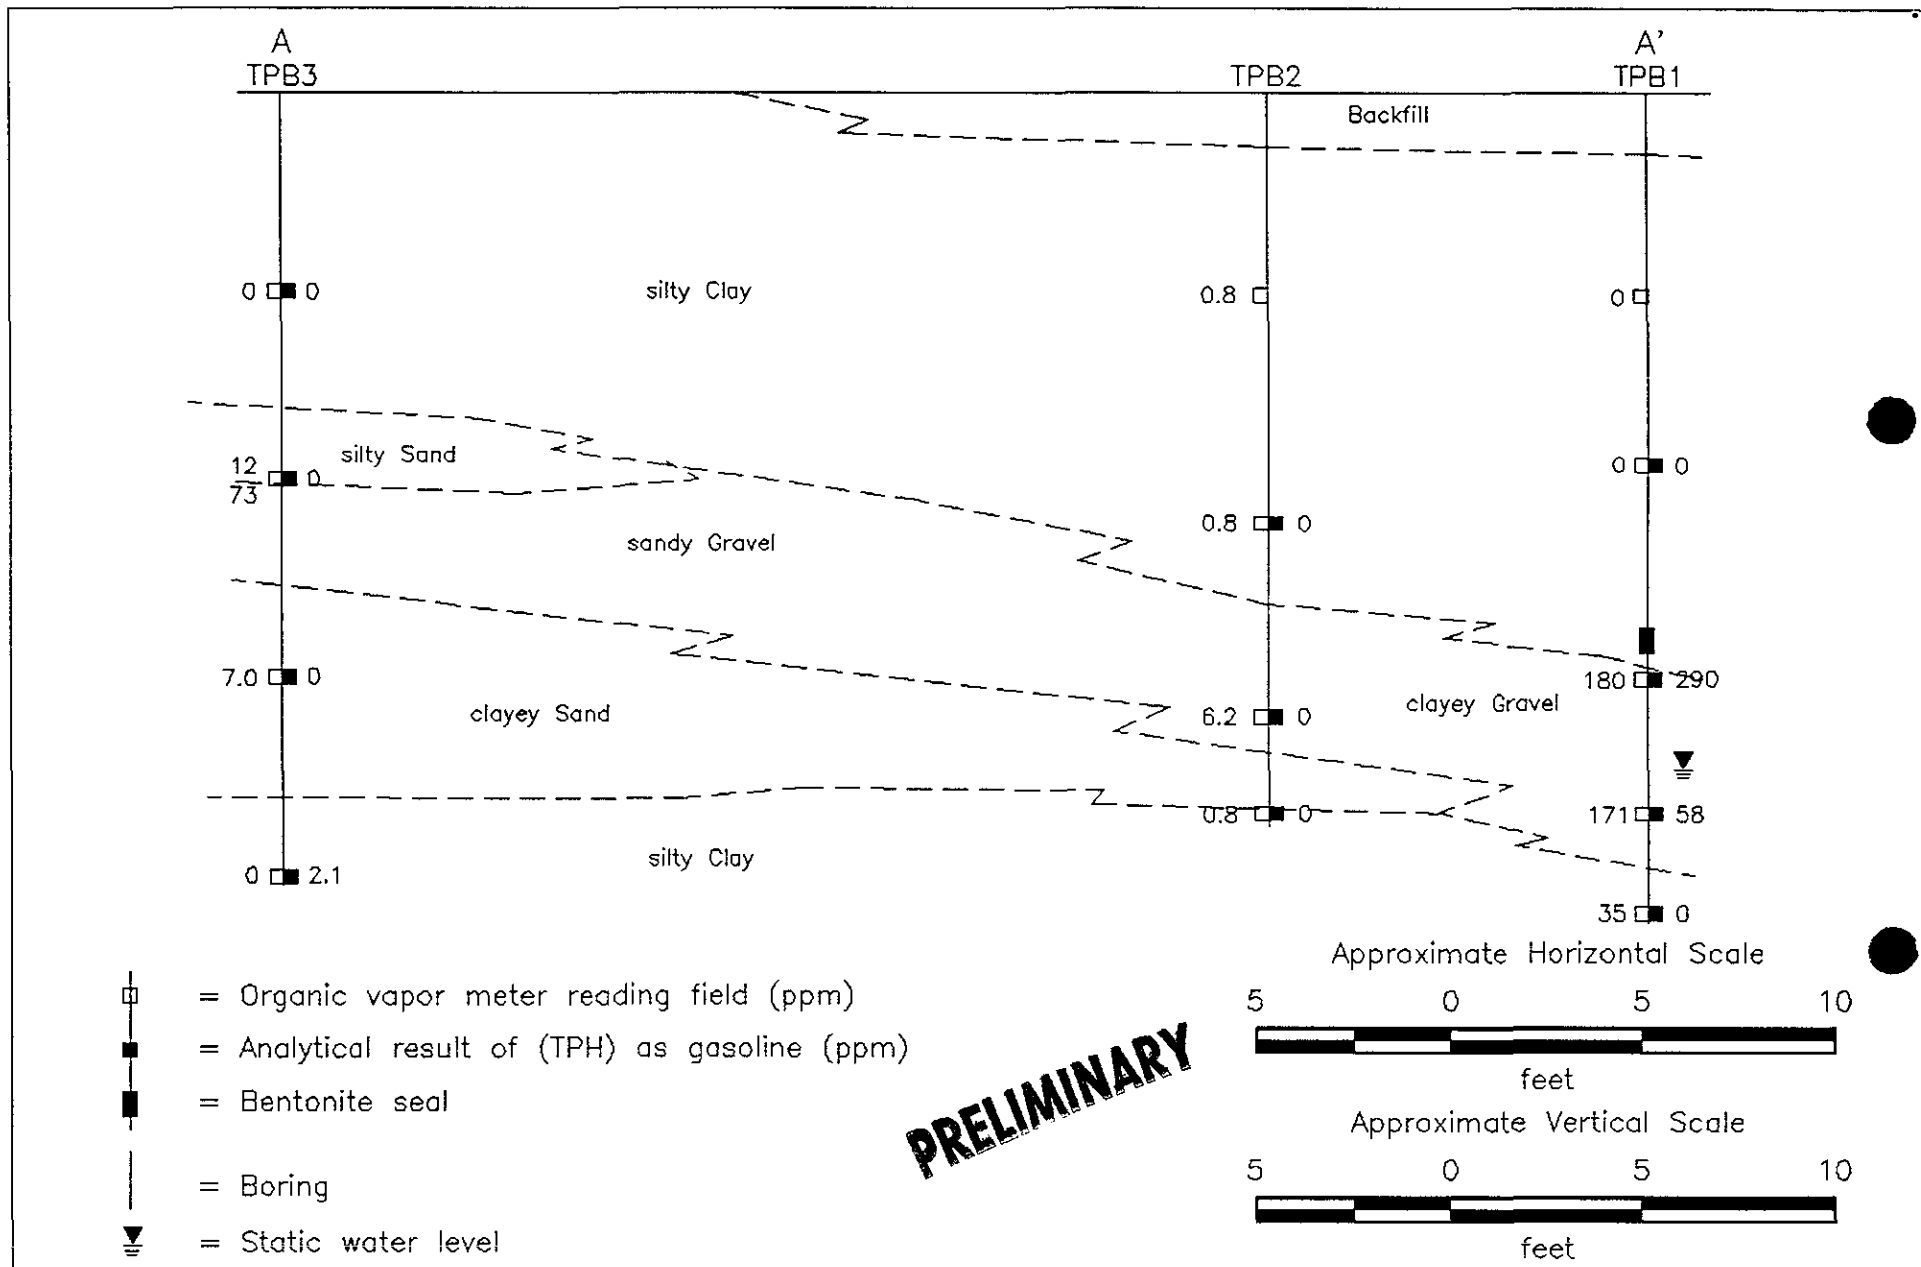 A A'
TPB3 TPB2 TPB1
Backfill
0 0 silty Clay 0.8 0
silty Sand
12 0 0 0
73
0.8 0
sandy Gravel
7.0 0 180 290
clayey Sand 6.2 0 clayey Gravel
0.8 0 171 58
silty Clay
0 2.1
35 0
Approximate Horizontal Scale
5 0 5 10
feet
Approximate Vertical Scale
5 0 5 10
feet
= Organic vapor meter reading field (ppm)
= Analytical result of (TPH) as gasoline (ppm)
= Bentonite seal
= Boring
= Static water level
PRELIMINARY